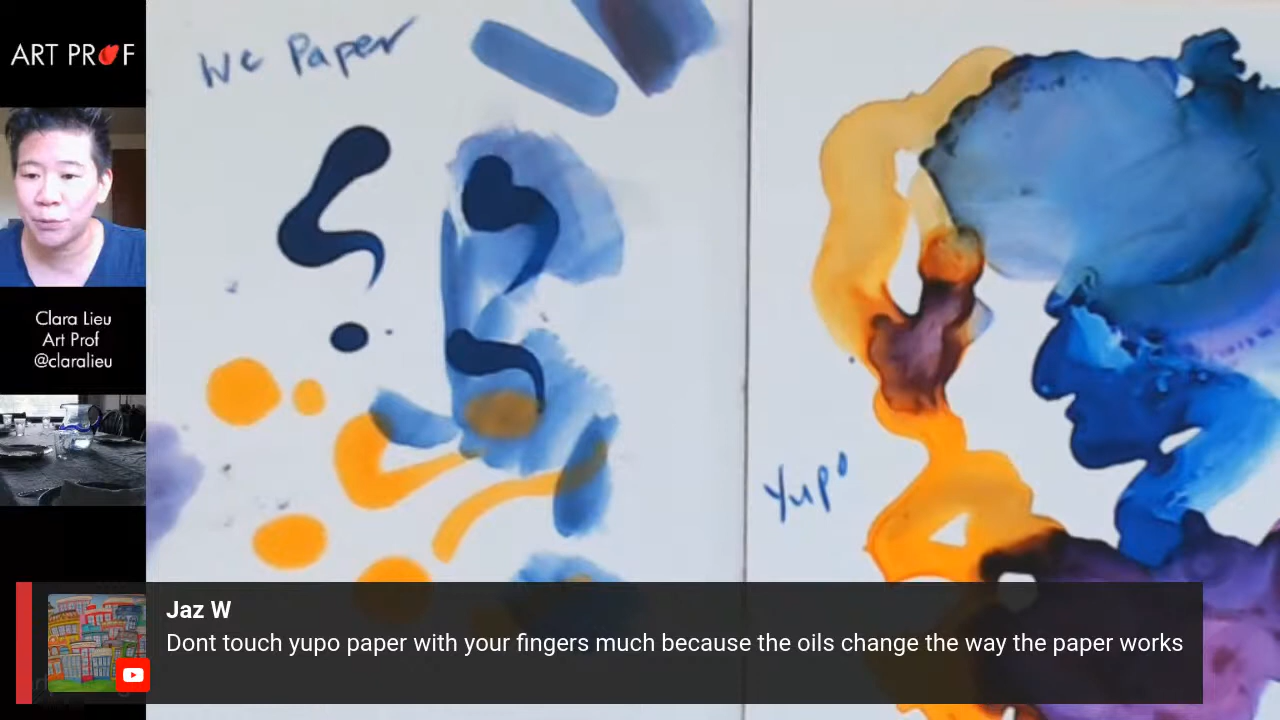 ART PROF
Clara Lieu
Art Prof
@claralieu
Wc Paper
Yupo
Jaz W
Dont touch yupo paper with your fingers much because the oils change the way the paper works